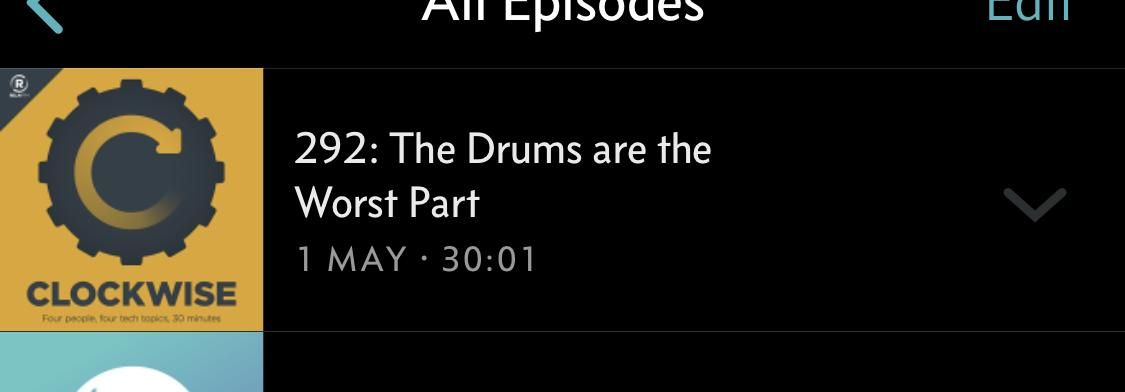 All Episodes
Edit
R
292: The Drums are the
Worst Part
1 MAY · 30:01
CLOCKWISE
Four people, four tech topics, 30 minutes